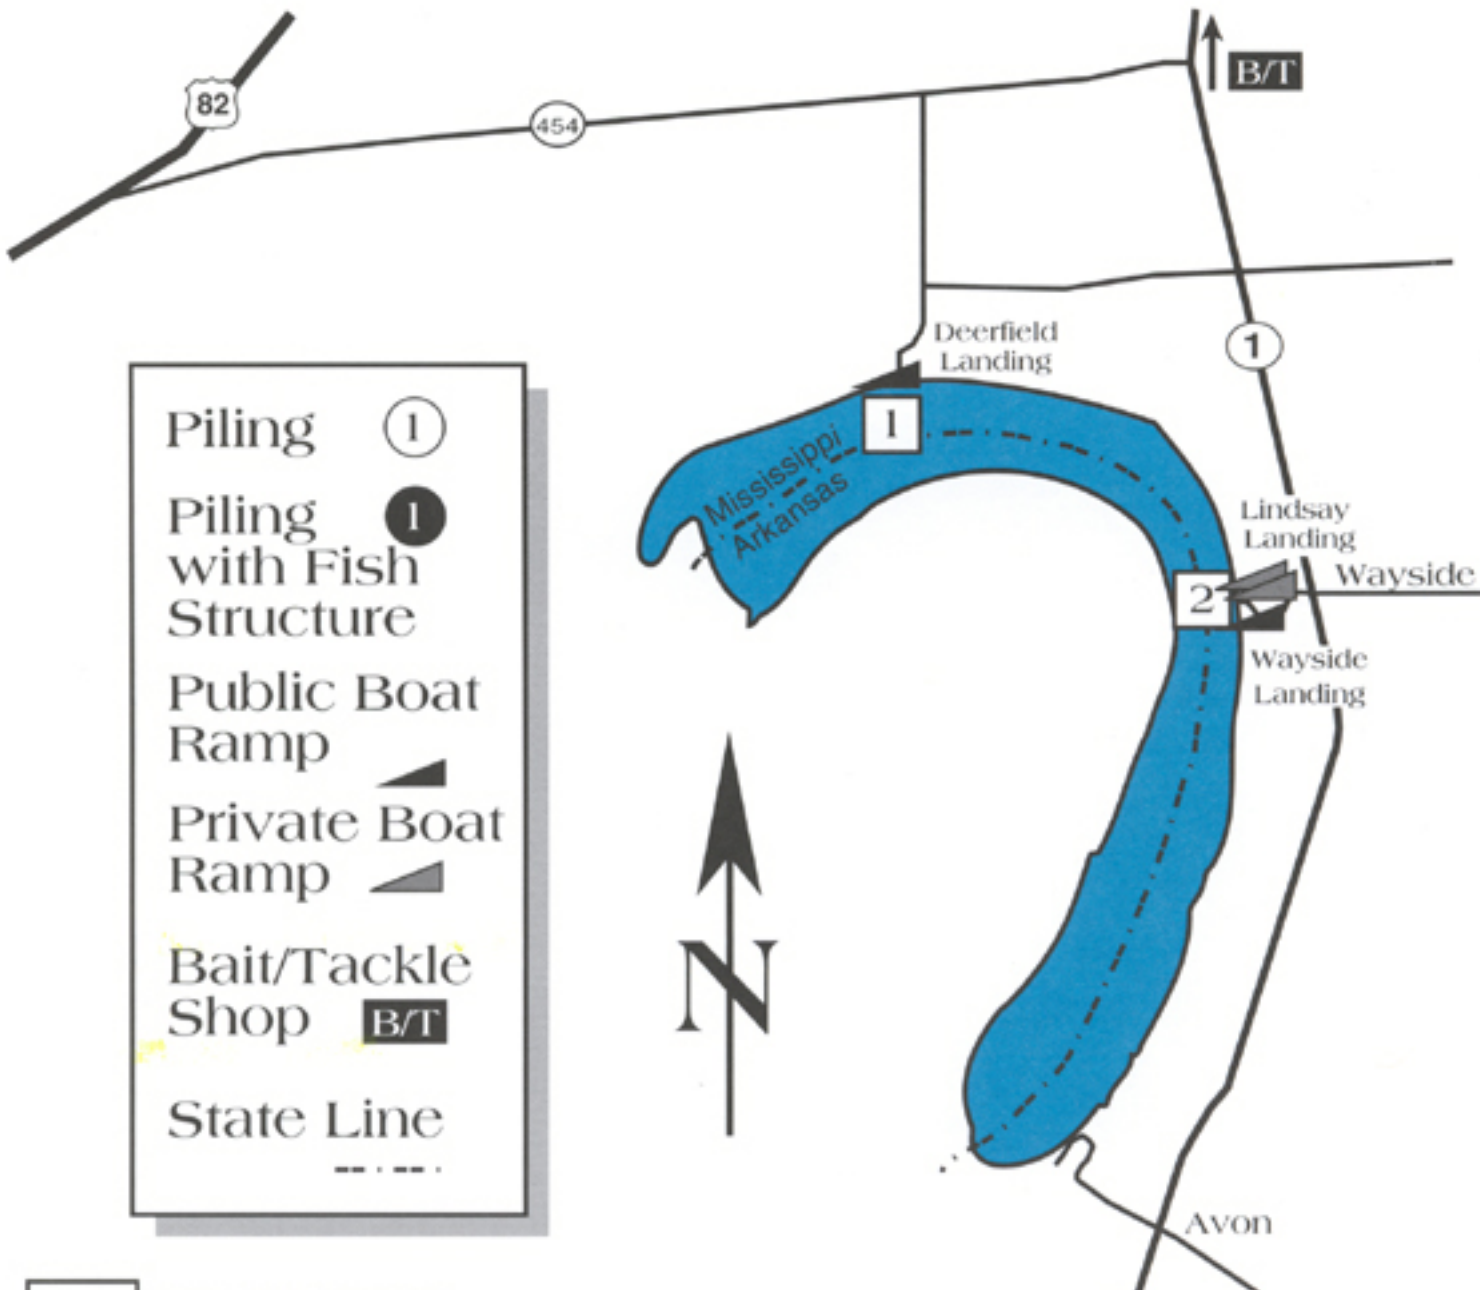 82
454
B/T
1
Deerfield
Landing
1
Mississippi
Arkansas
Lindsay
Landing
Wayside
2
Wayside
Landing
Avon
N
Piling 1
Piling 1
with Fish
Structure
Public Boat
Ramp
Private Boat
Ramp
Bait/Tackle
Shop B/T
State Line